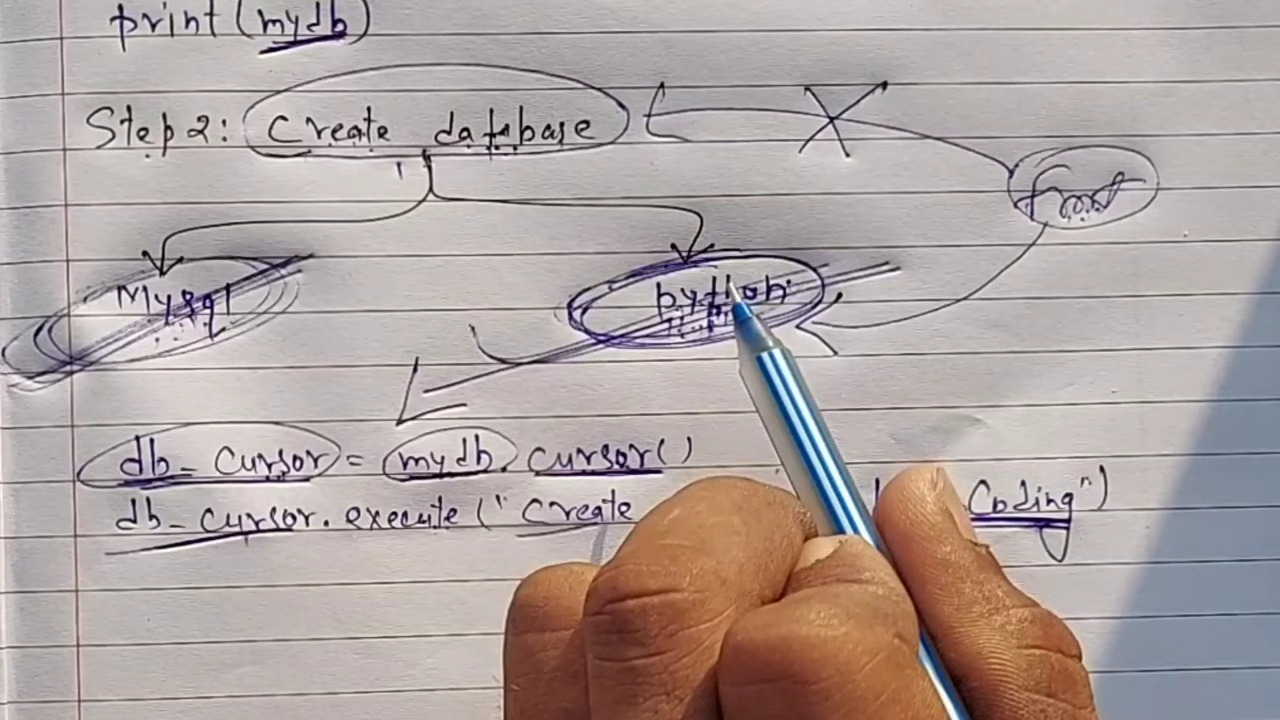 print (mydb)
Step 2: Create database
front
Mysql python
db_cursor = mydb.cursor()
db_cursor.execute("Create Coding")